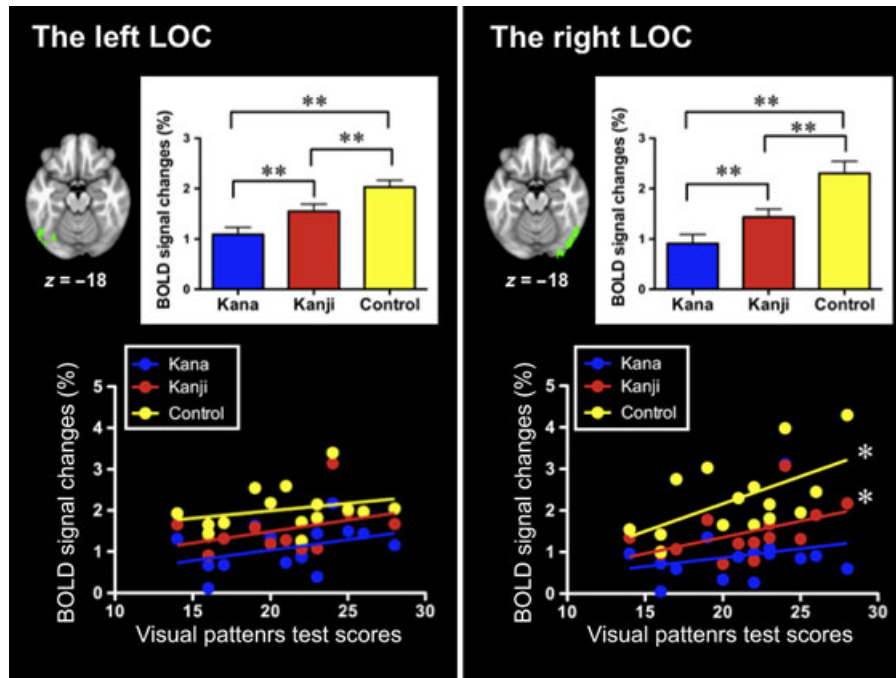 The left LOC
BOLD signal changes (%)
3
2
1
0
**
**
**
Kana Kanji Control
z = –18
Kana
Kanji
Control
BOLD signal changes (%)
5
4
3
2
1
0
10 15 20 25 30
Visual pattenrs test scores
The right LOC
BOLD signal changes (%)
3
2
1
0
**
**
**
Kana Kanji Control
z = –18
Kana
Kanji
Control
BOLD signal changes (%)
5
4
3
2
1
0
*
*
10 15 20 25 30
Visual pattenrs test scores